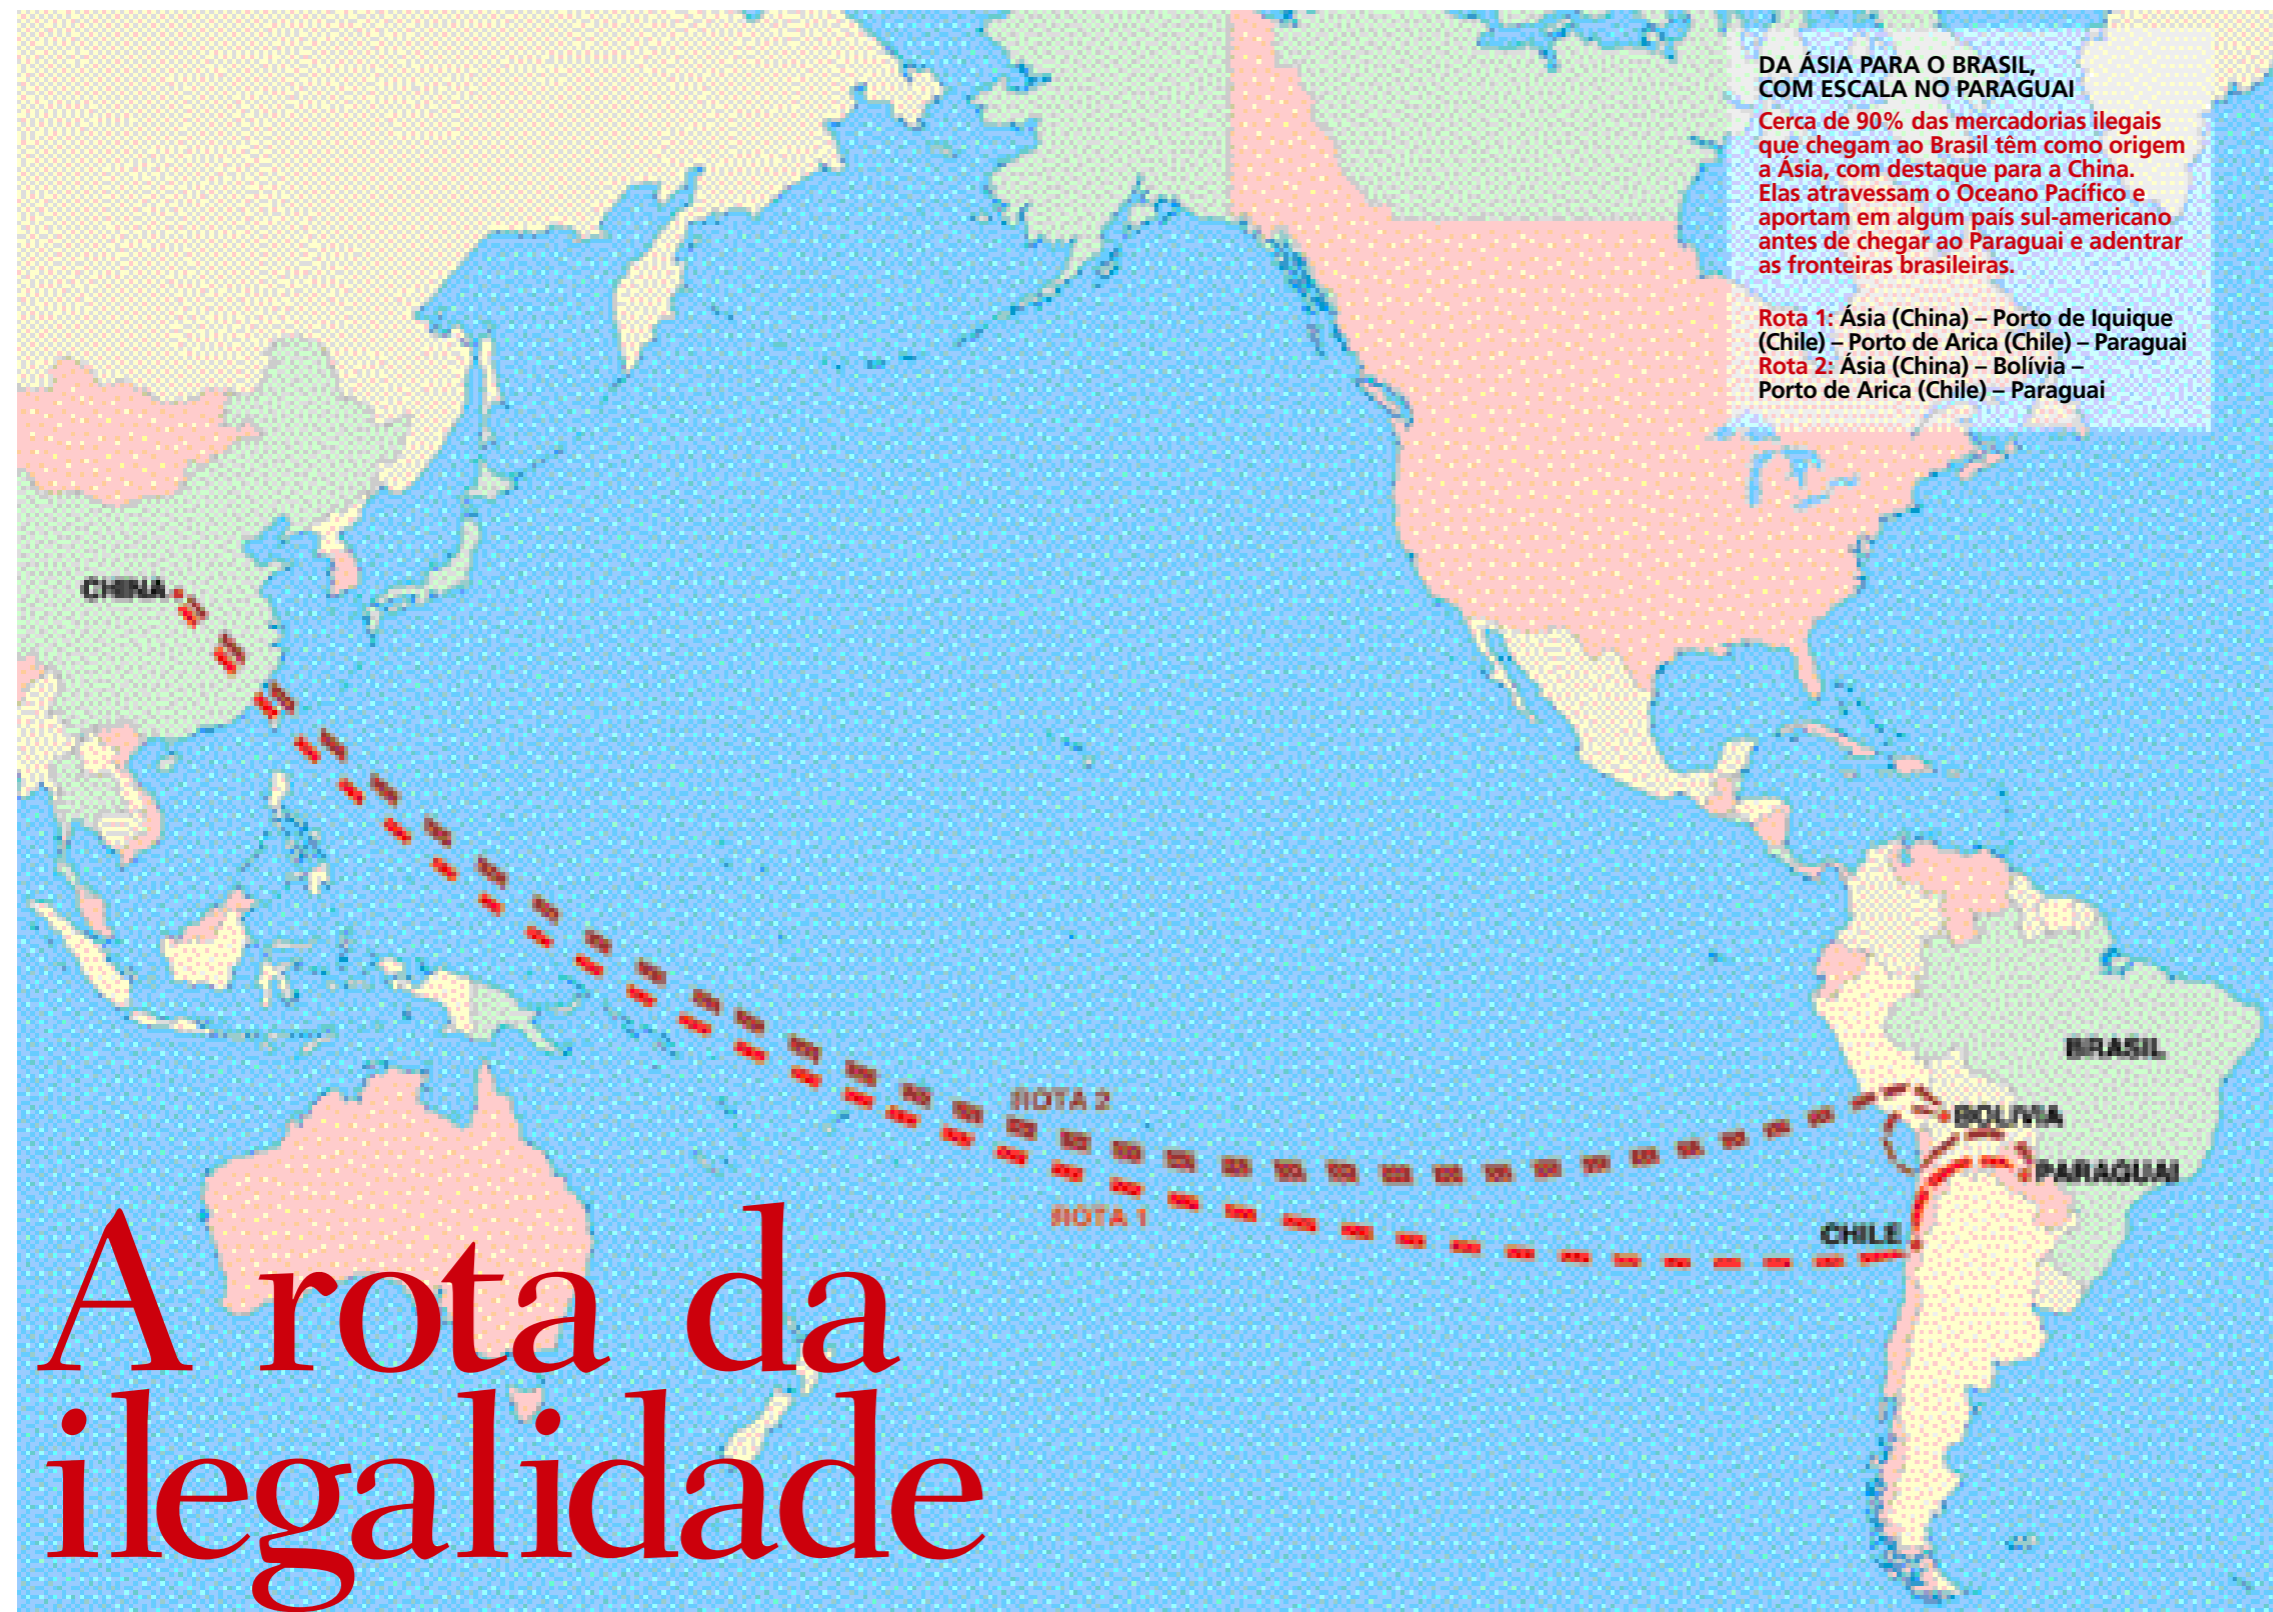 DA ÁSIA PARA O BRASIL,
COM ESCALA NO PARAGUAI
Cerca de 90% das mercadorias ilegais
que chegam ao Brasil têm como origem
a Ásia, com destaque para a China.
Elas atravessam o Oceano Pacífico e
aportam em algum país sul-americano
antes de chegar ao Paraguai e adentrar
as fronteiras brasileiras.
Rota 1: Ásia (China) – Porto de Iquique
(Chile) – Porto de Arica (Chile) – Paraguai
Rota 2: Ásia (China) – Bolívia –
Porto de Arica (Chile) – Paraguai
CHINA
BRASIL
ROTA 2
BOLÍVIA
PARAGUAI
ROTA 1
CHILE
A rota da
ilegalidade